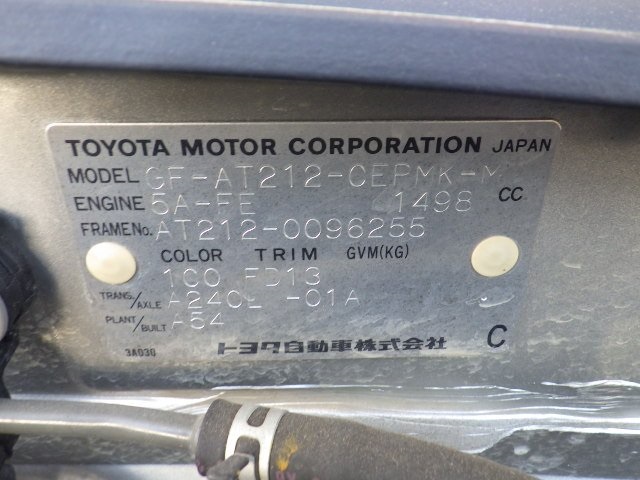 TOYOTA MOTOR CORPORATION JAPAN
MODEL GF-AT212-CEPMK-M
ENGINE 5A-FE 1498 CC
FRAME No. AT212-0096255
COLOR TRIM GVM(KG)
1C0 FD13
TRANS./AXLE A240L -01A
PLANT/BUILT A54
3A030 トヨタ自動車株式会社 C